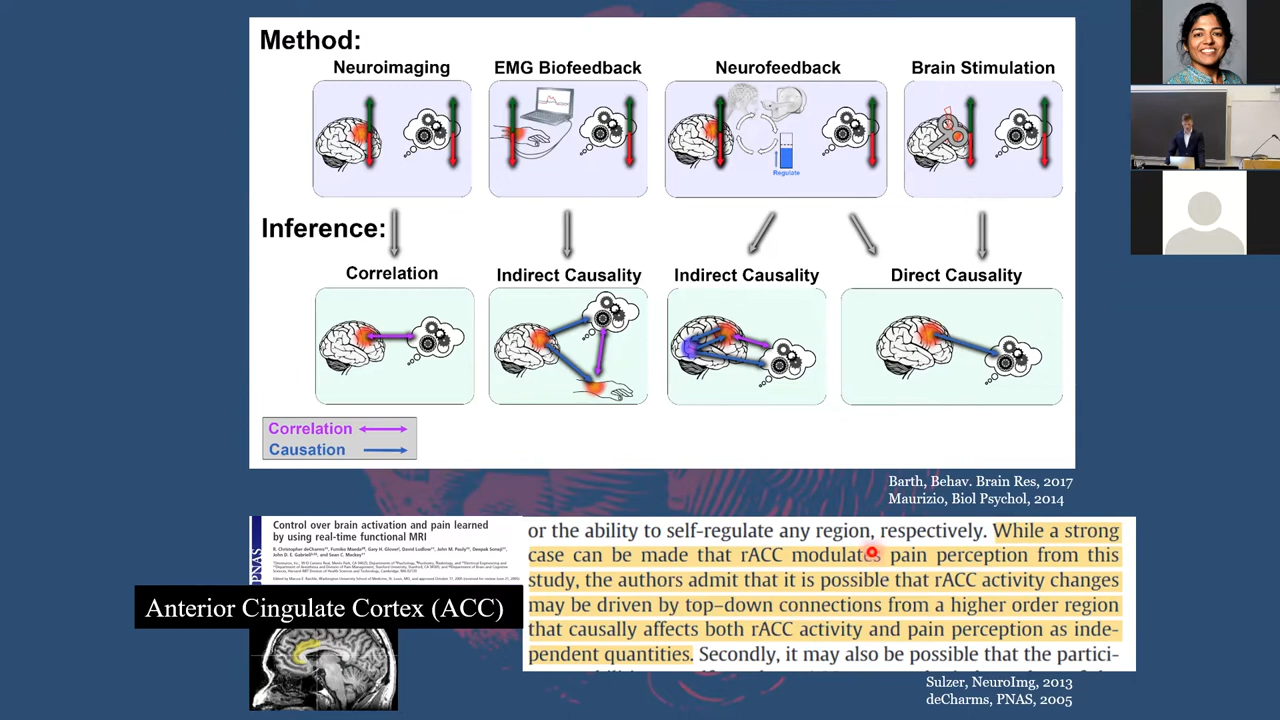 Method:
Neuroimaging
EMG Biofeedback
Neurofeedback
Brain Stimulation
Regulate
Inference:
Correlation
Indirect Causality
Indirect Causality
Direct Causality
Correlation
Causation
Barth, Behav. Brain Res, 2017
Maurizio, Biol Psychol, 2014
PNAS
Control over brain activation and pain learned
by using real-time functional MRI
Anterior Cingulate Cortex (ACC)
or the ability to self-regulate any region, respectively. While a strong
case can be made that rACC modulates pain perception from this
study, the authors admit that it is possible that rACC activity changes
may be driven by top–down connections from a higher order region
that causally affects both rACC activity and pain perception as inde-
pendent quantities. Secondly, it may also be possible that the partici-
Sulzer, NeuroImg, 2013
deCharms, PNAS, 2005